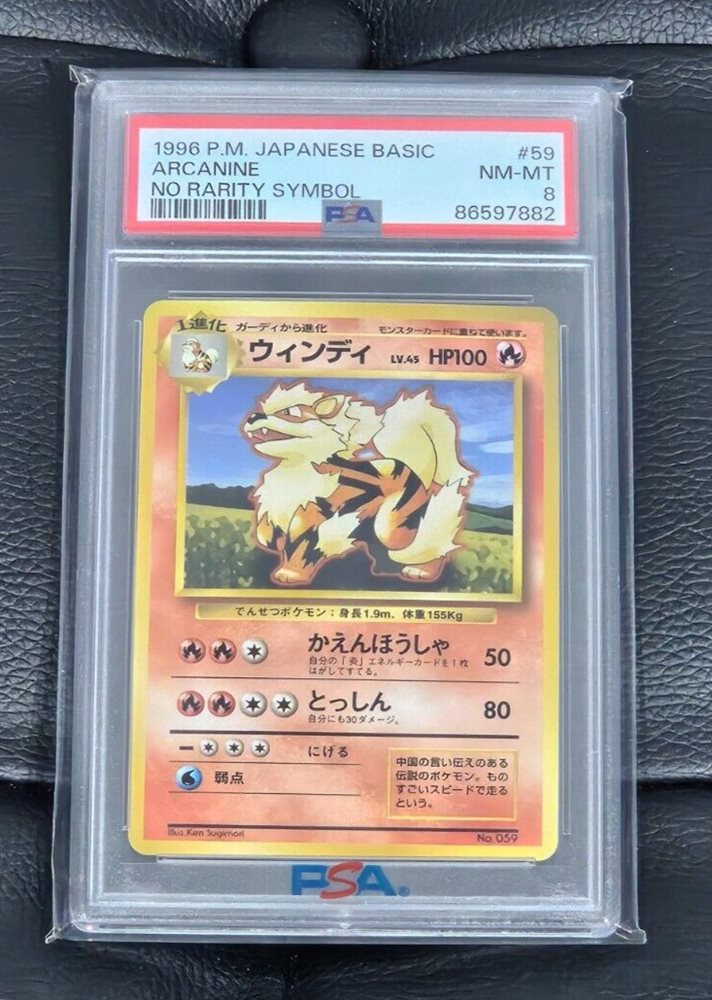 1996 P.M. JAPANESE BASIC #59
ARCANINE NM-MT
NO RARITY SYMBOL 8
PSA 86597882
1進化 ガーディから進化 モンスターカードに重ねて使います。
ウィンディ LV.45 HP100
でんせつポケモン：身長1.9m、体重155Kg
かえんほうしゃ 50
自分の「炎」エネルギーカードを1枚
はがしてすてる。
とっしん 80
自分にも30ダメージ。
にげる
弱点
中国の言い伝えのある
伝説のポケモン。もの
すごいスピードで走る
という。
Illus. Ken Sugimori No. 059
PSA®